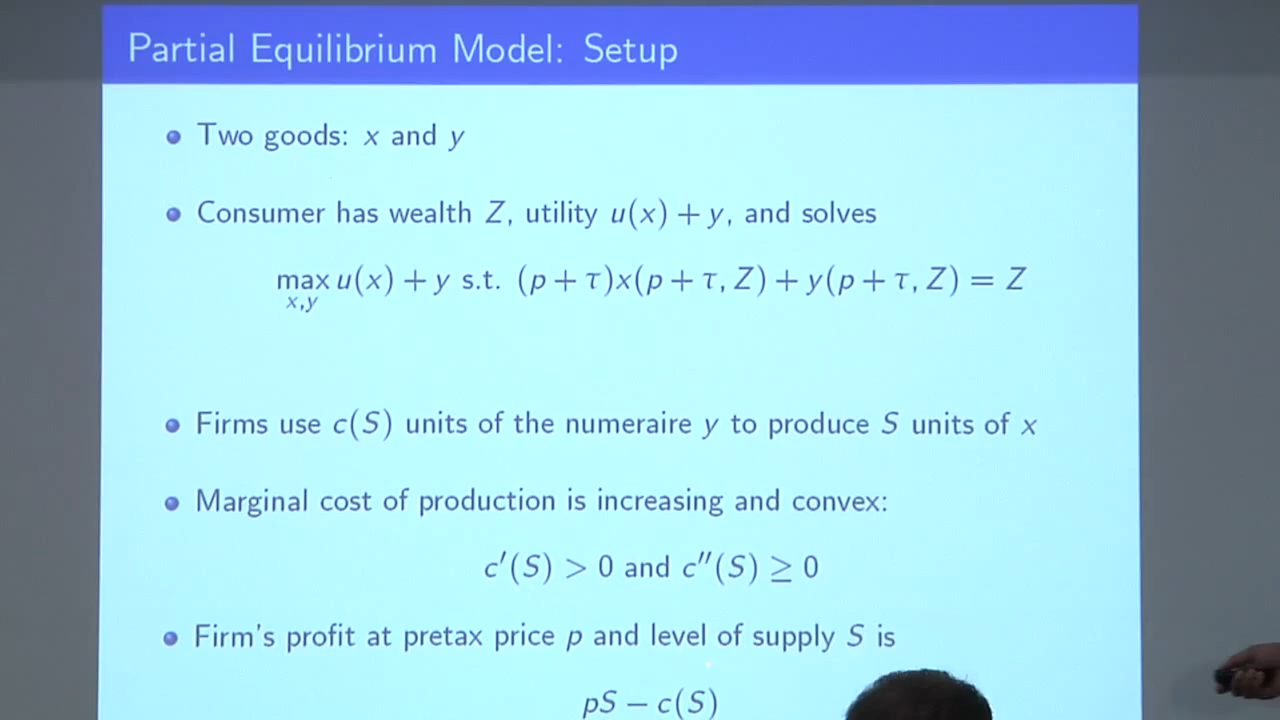 Partial Equilibrium Model: Setup
Two goods: x and y
Consumer has wealth Z, utility u(x) + y, and solves
max u(x) + y s.t. (p + τ)x(p + τ, Z) + y(p + τ, Z) = Z
x,y
Firms use c(S) units of the numeraire y to produce S units of x
Marginal cost of production is increasing and convex:
c′(S) > 0 and c″(S) ≥ 0
Firm's profit at pretax price p and level of supply S is
pS − c(S)